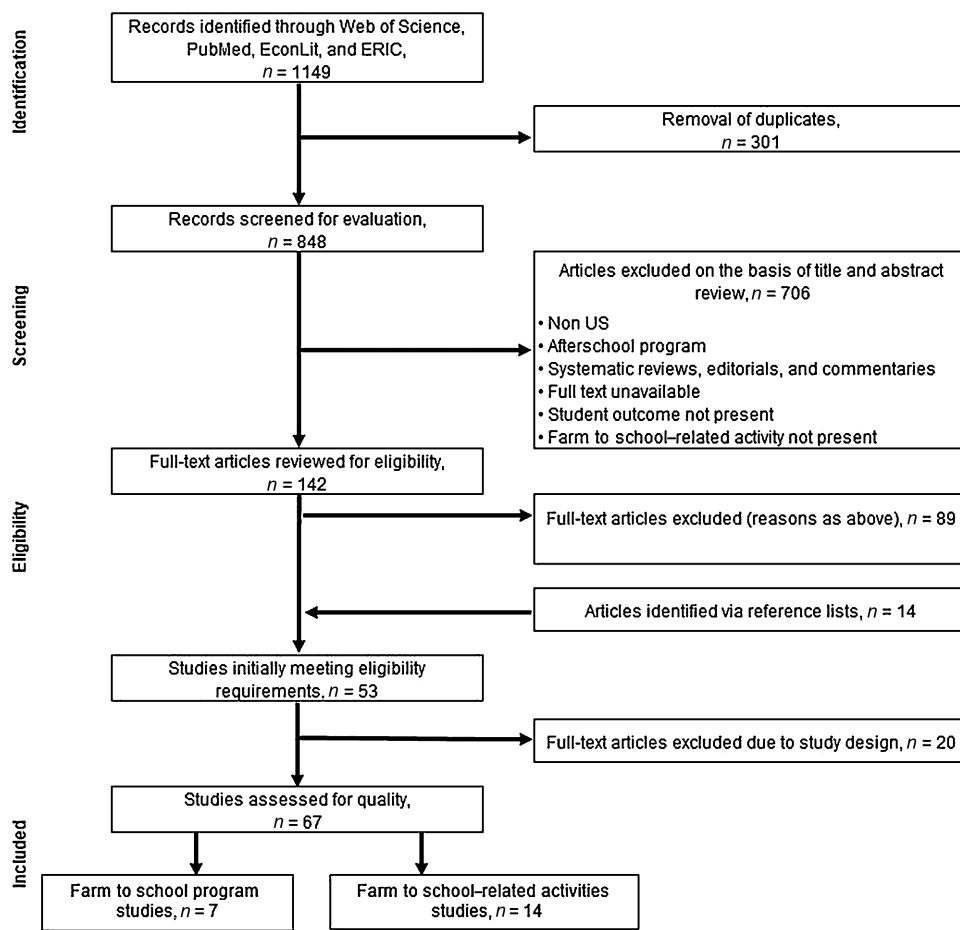 Identification
Records identified through Web of Science,
PubMed, EconLit, and ERIC,
n = 1149
Removal of duplicates,
n = 301
Screening
Records screened for evaluation,
n = 848
Articles excluded on the basis of title and abstract
review, n = 706
• Non US
• Afterschool program
• Systematic reviews, editorials, and commentaries
• Full text unavailable
• Student outcome not present
• Farm to school–related activity not present
Eligibility
Full-text articles reviewed for eligibility,
n = 142
Full-text articles excluded (reasons as above), n = 89
Articles identified via reference lists, n = 14
Studies initially meeting eligibility
requirements, n = 53
Full-text articles excluded due to study design, n = 20
Included
Studies assessed for quality,
n = 67
Farm to school program
studies, n = 7
Farm to school–related activities
studies, n = 14